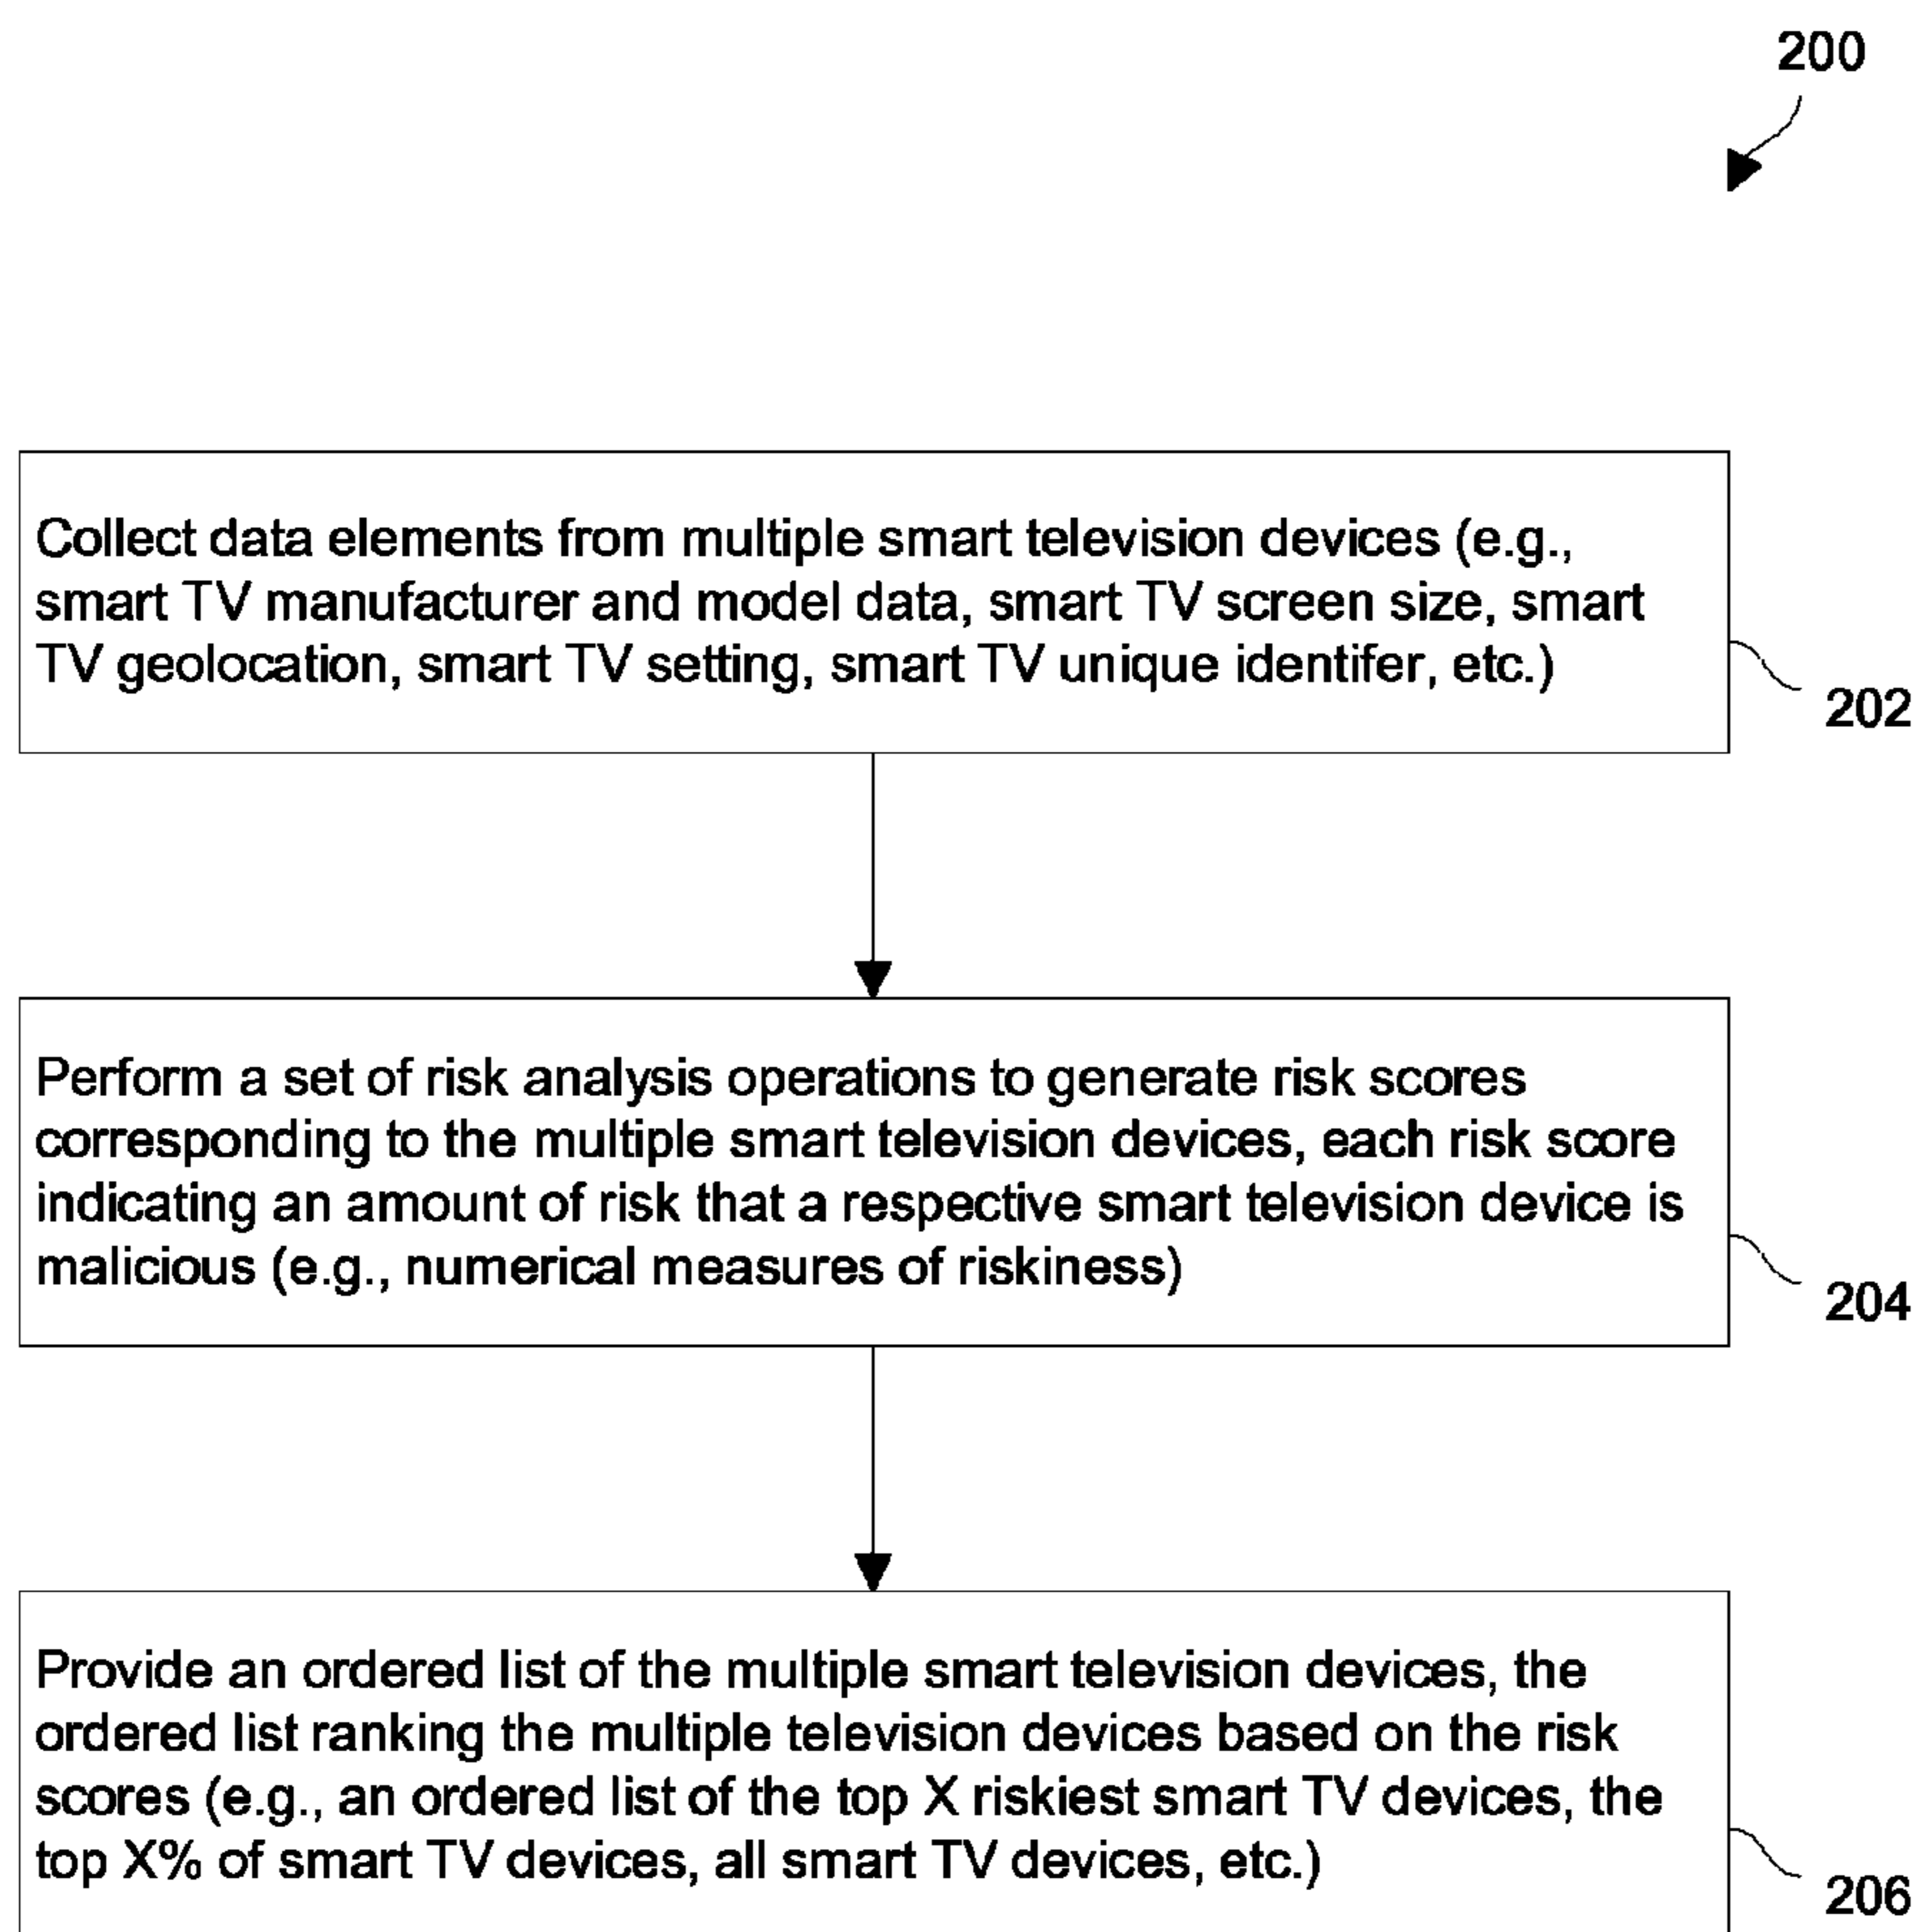 200
Collect data elements from multiple smart television devices (e.g.,
smart TV manufacturer and model data, smart TV screen size, smart
TV geolocation, smart TV setting, smart TV unique identifer, etc.)
202
Perform a set of risk analysis operations to generate risk scores
corresponding to the multiple smart television devices, each risk score
indicating an amount of risk that a respective smart television device is
malicious (e.g., numerical measures of riskiness)
204
Provide an ordered list of the multiple smart television devices, the
ordered list ranking the multiple television devices based on the risk
scores (e.g., an ordered list of the top X riskiest smart TV devices, the
top X% of smart TV devices, all smart TV devices, etc.)
206